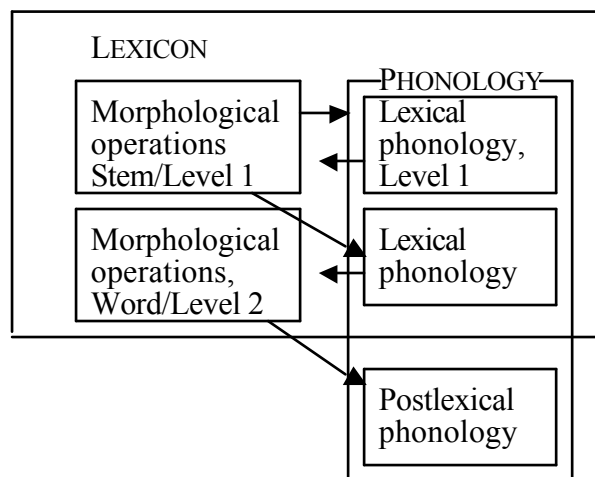 LEXICON
PHONOLOGY
Morphological
operations
Stem/Level 1
Lexical
phonology,
Level 1
Morphological
operations,
Word/Level 2
Lexical
phonology
Postlexical
phonology